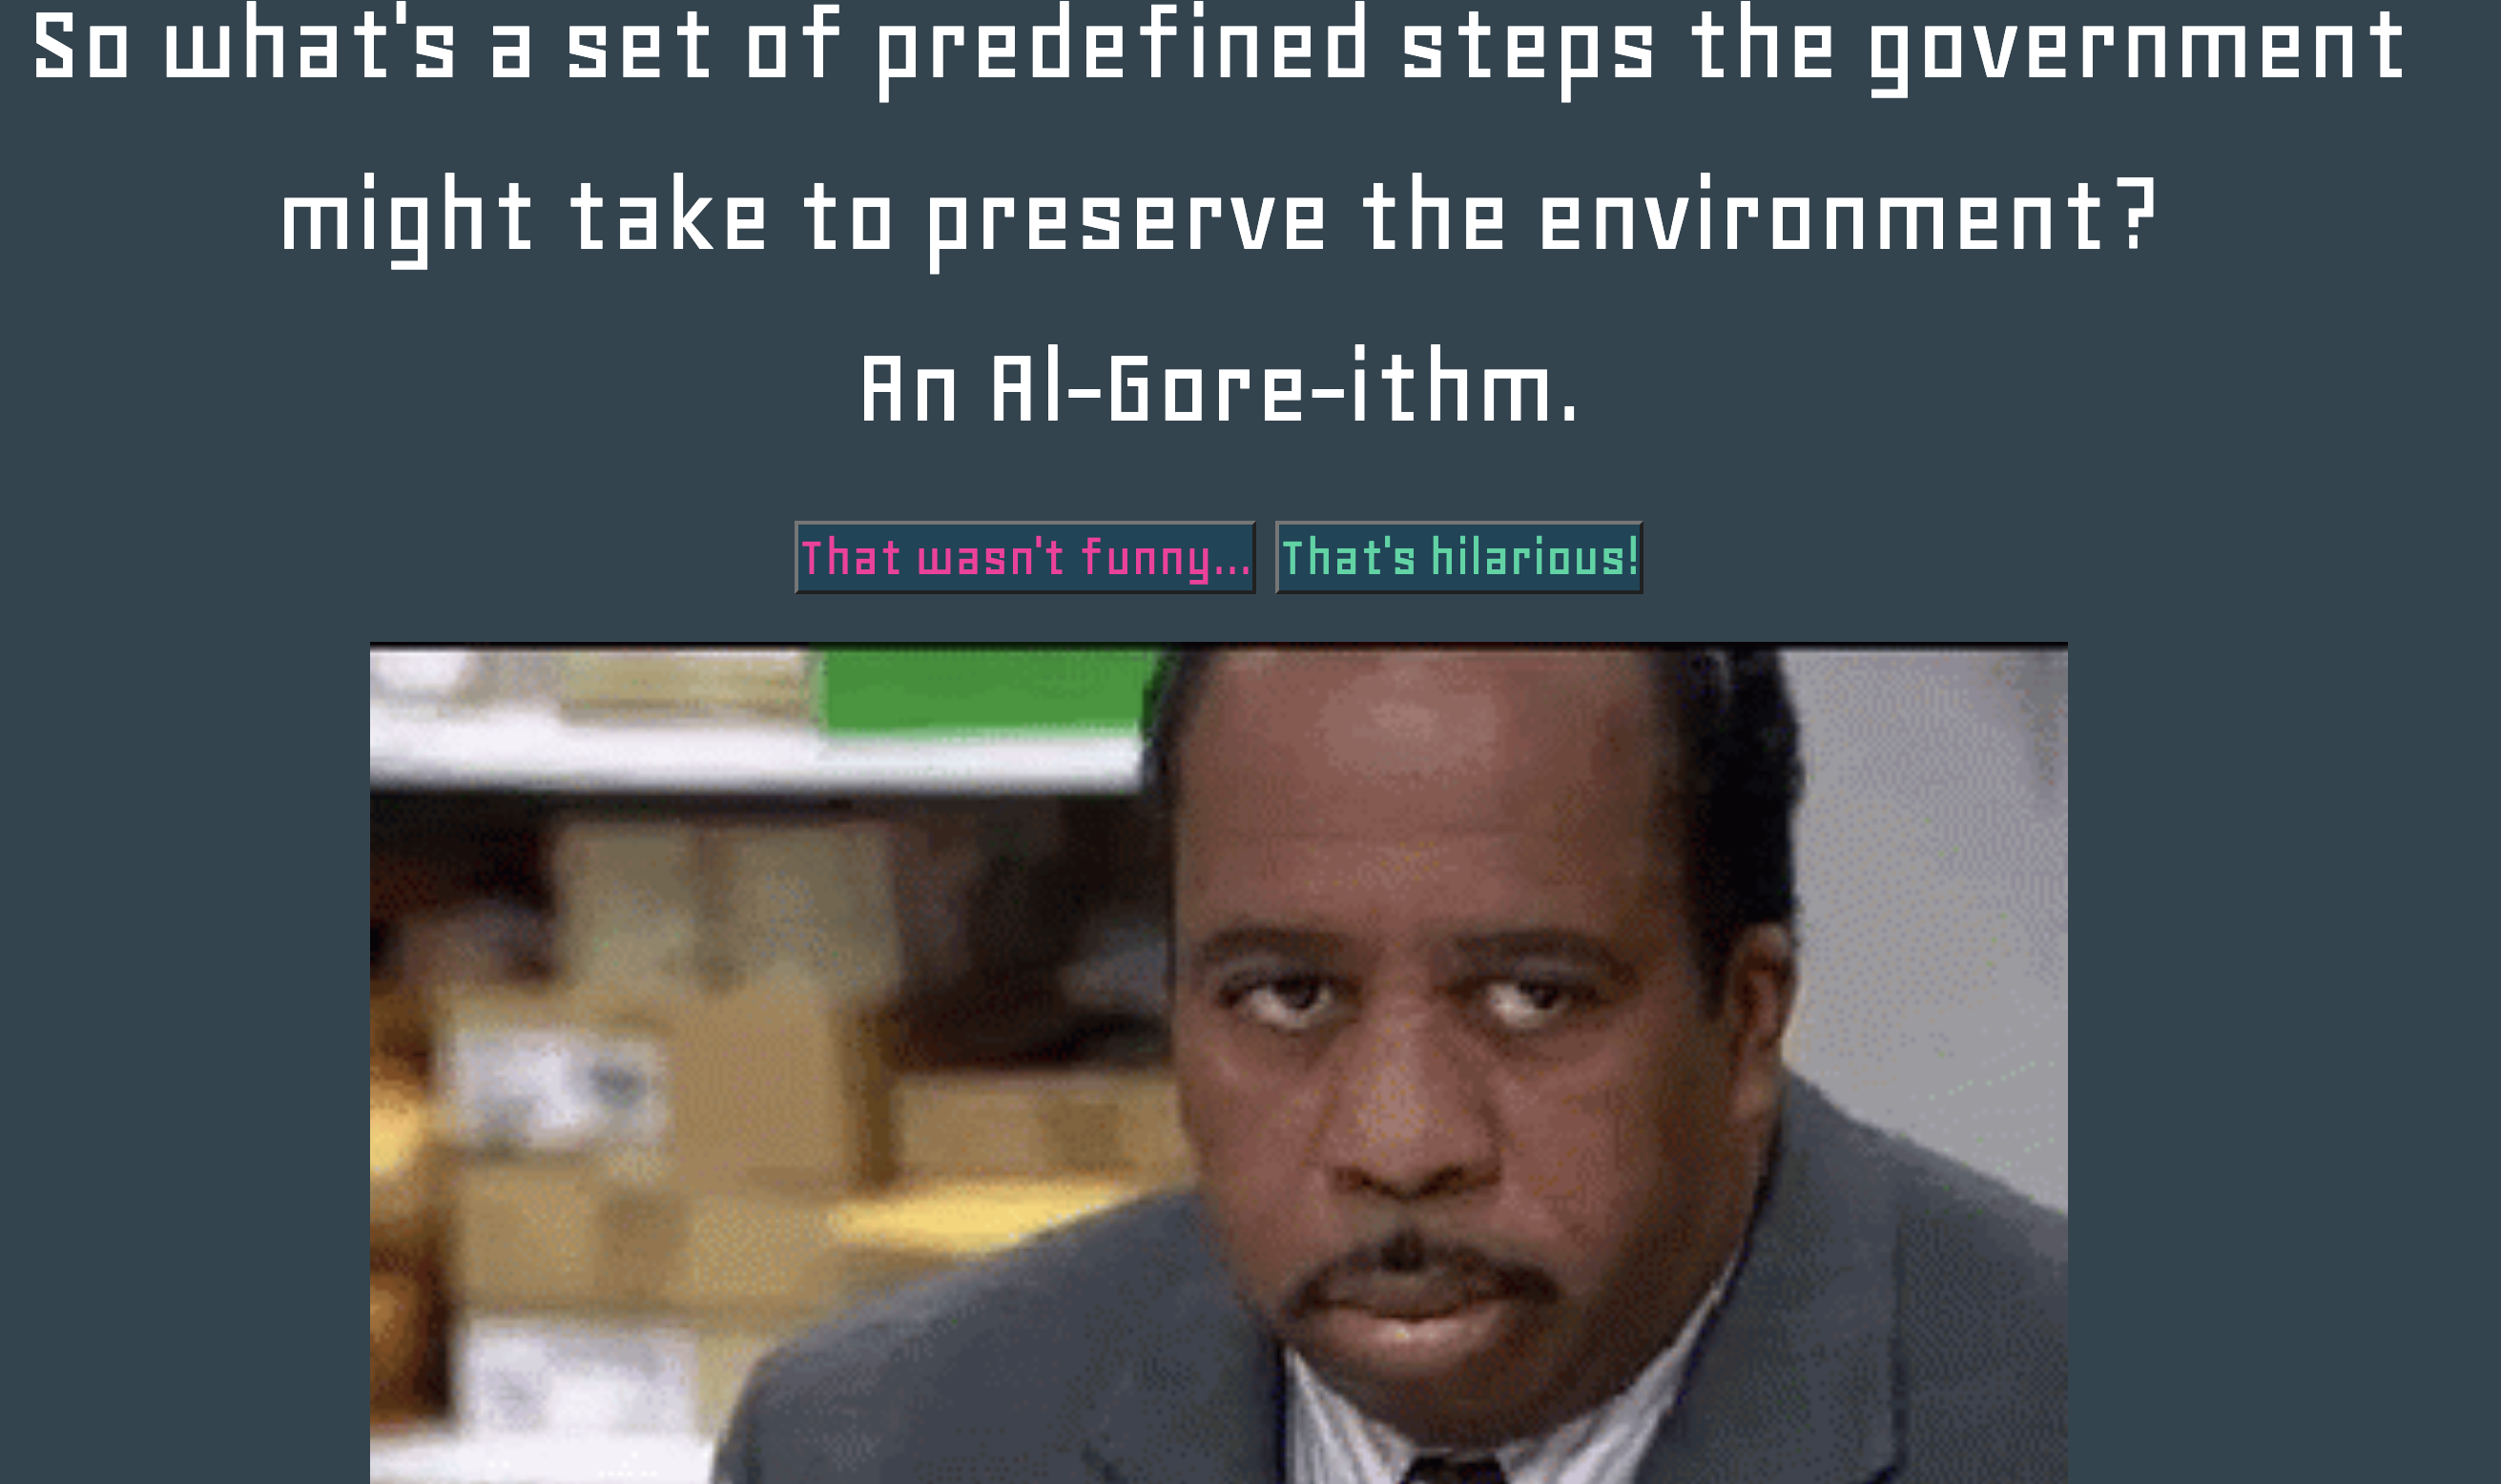 So what's a set of predefined steps the government
might take to preserve the environment?
An Al-Gore-ithm.
That wasn't funny...
That's hilarious!